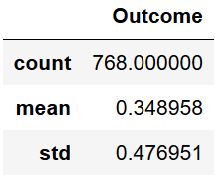 Outcome
count 768.000000
mean 0.348958
std 0.476951